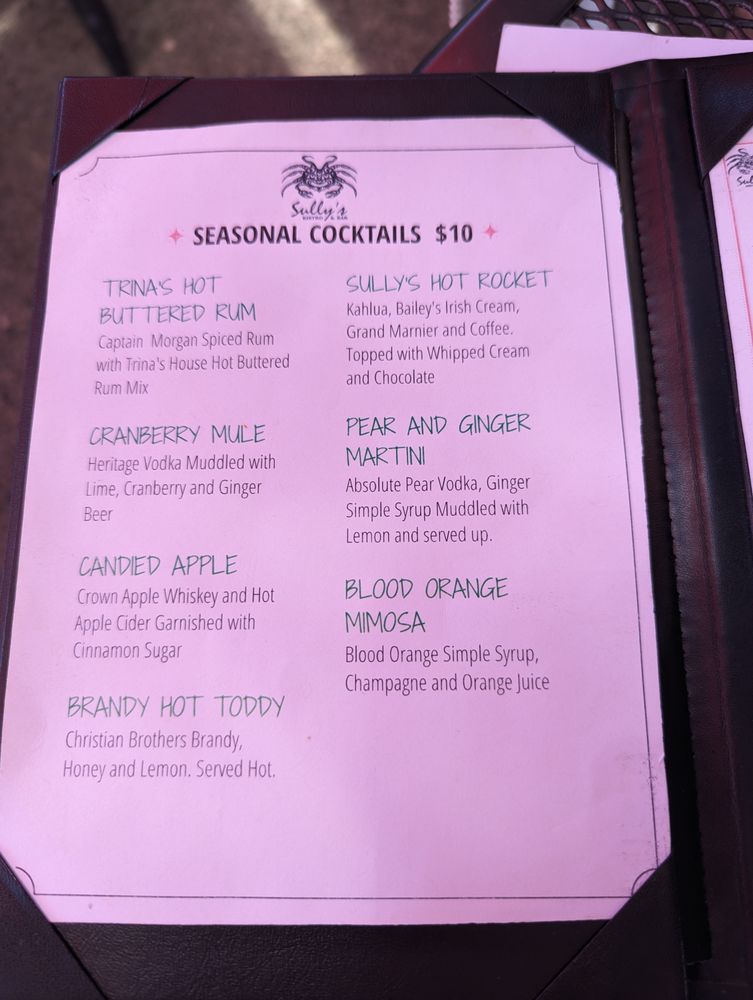 Sully's
BISTRO & BAR
SEASONAL COCKTAILS $10
TRINA'S HOT
BUTTERED RUM
Captain Morgan Spiced Rum
with Trina's House Hot Buttered
Rum Mix
CRANBERRY MULE
Heritage Vodka Muddled with
Lime, Cranberry and Ginger
Beer
CANDIED APPLE
Crown Apple Whiskey and Hot
Apple Cider Garnished with
Cinnamon Sugar
BRANDY HOT TODDY
Christian Brothers Brandy,
Honey and Lemon. Served Hot.
SULLY'S HOT ROCKET
Kahlua, Bailey's Irish Cream,
Grand Marnier and Coffee.
Topped with Whipped Cream
and Chocolate
PEAR AND GINGER
MARTINI
Absolute Pear Vodka, Ginger
Simple Syrup Muddled with
Lemon and served up.
BLOOD ORANGE
MIMOSA
Blood Orange Simple Syrup,
Champagne and Orange Juice